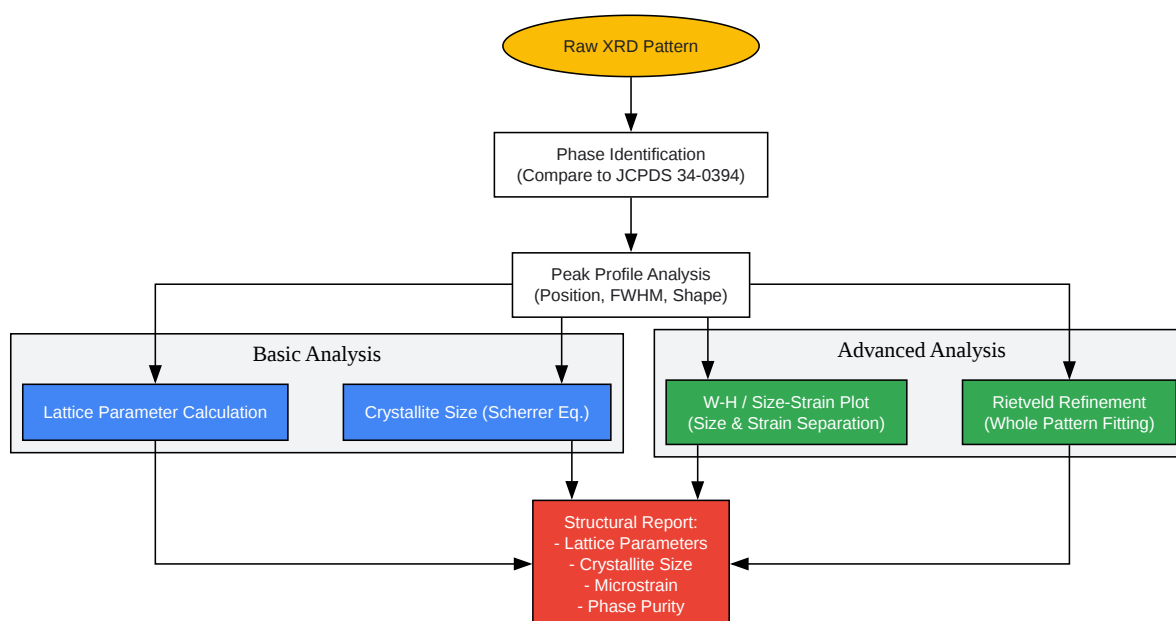 Raw XRD Pattern
Phase Identification
(Compare to JCPDS 34-0394)
Peak Profile Analysis
(Position, FWHM, Shape)
Basic Analysis
Advanced Analysis
Lattice Parameter Calculation
Crystallite Size (Scherrer Eq.)
W-H / Size-Strain Plot
(Size & Strain Separation)
Rietveld Refinement
(Whole Pattern Fitting)
Structural Report:
- Lattice Parameters
- Crystallite Size
- Microstrain
- Phase Purity